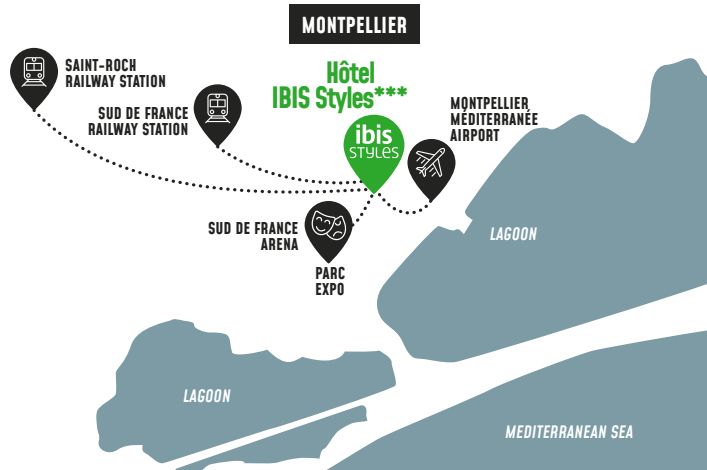 MONTPELLIER
SAINT-ROCH
RAILWAY STATION
Hôtel
IBIS Styles***
SUD DE FRANCE
RAILWAY STATION
MONTPELLIER
MÉDITERRANÉE
AIRPORT
ibis
STYLES
SUD DE FRANCE
ARENA
PARC
EXPO
LAGOON
LAGOON
MEDITERRANEAN SEA